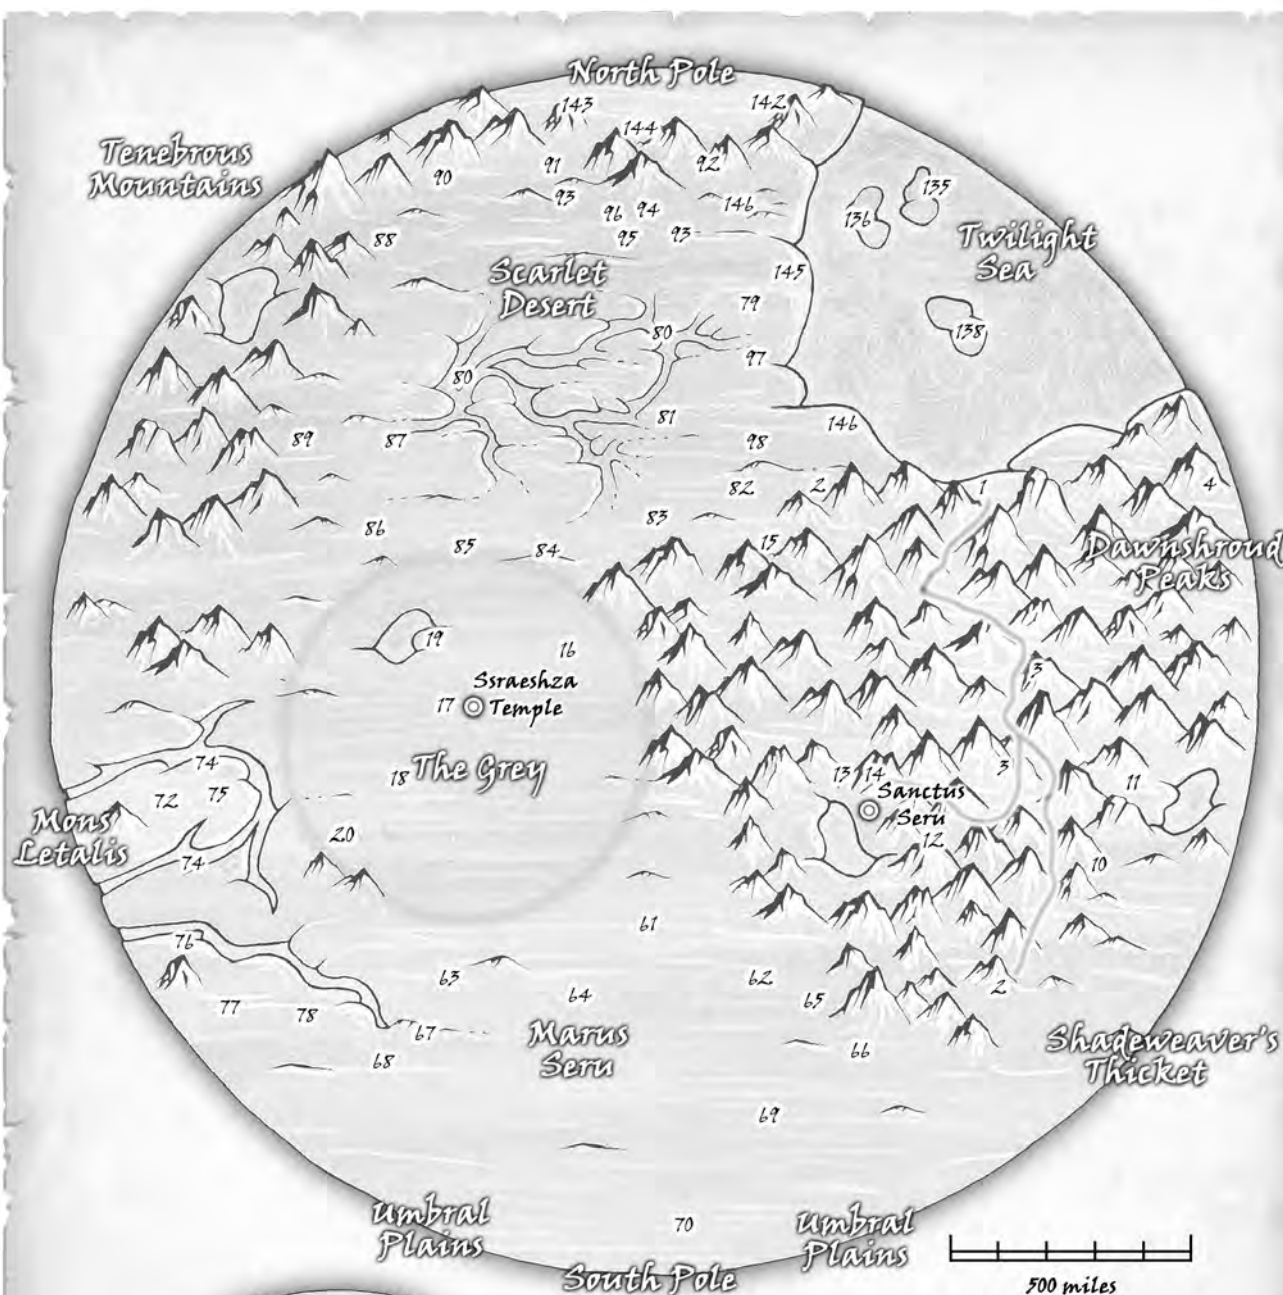 North Pole
143
142
144
Tenebrous
Mountains
90
91
92
135
93
96
94
146
136
95
93
88
Twilight
Sea
Scarlet
Desert
145
79
80
138
97
80
81
146
89
87
98
82
2
1
4
86
83
85
84
15
Dawnshroud
Peaks
19
16
3
Ssraeshza
Temple
17
18
The Grey
74
72
75
13
14
3
11
Sanctus
Seru
Mons
Letalis
20
12
74
10
61
76
63
62
2
64
65
77
78
67
Marus
Seru
68
66
Shadeweaver's
Thicket
69
Umbral
Plains
70
Umbral
Plains
South Pole
500 miles